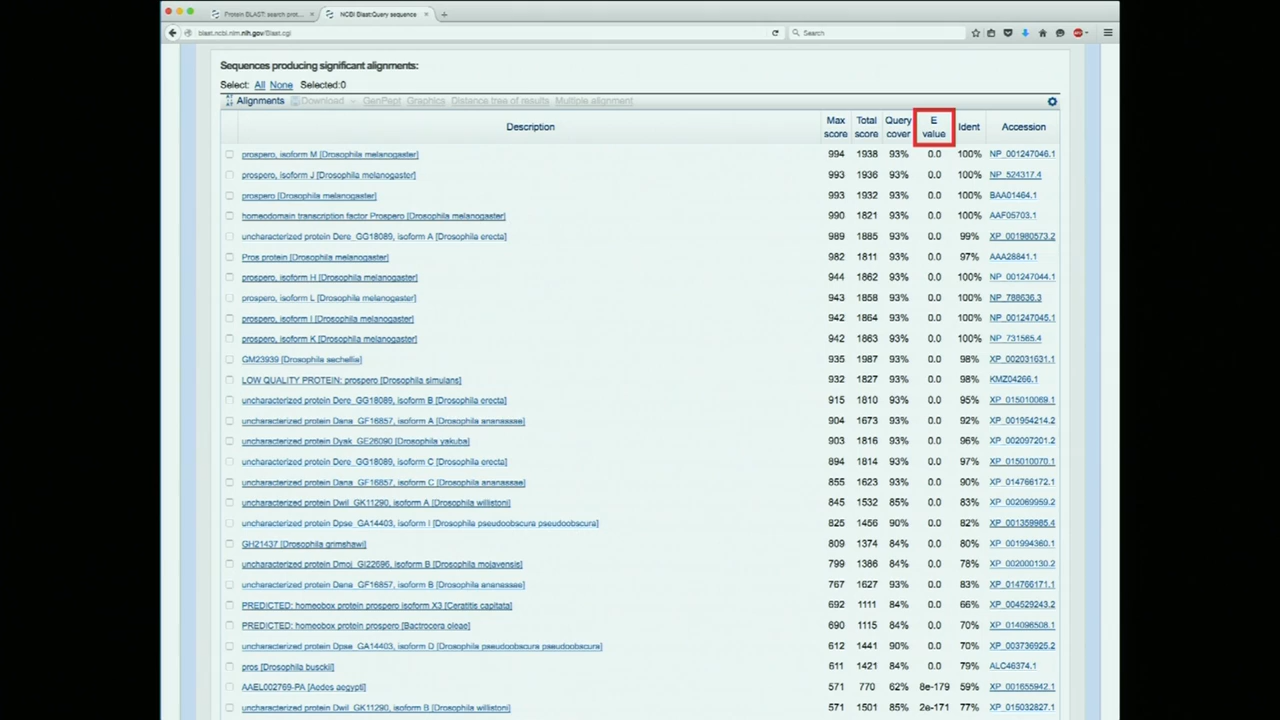 Protein BLAST: search prot...
NCBI Blast:Query sequence
blast.ncbi.nlm.nih.gov/Blast.cgi
Search
Sequences producing significant alignments:
Select: All None Selected:0
Alignments Download GenPept Graphics Distance tree of results Multiple alignment
Description Max score Total score Query cover E value Ident Accession
prospero, isoform M [Drosophila melanogaster] 994 1938 93% 0.0 100% NP_001247046.1
prospero, isoform J [Drosophila melanogaster] 993 1936 93% 0.0 100% NP_524317.4
prospero [Drosophila melanogaster] 993 1932 93% 0.0 100% BAA01464.1
homeodomain transcription factor Prospero [Drosophila melanogaster] 990 1821 93% 0.0 100% AAF05703.1
uncharacterized protein Dere_GG18089, isoform A [Drosophila erecta] 989 1885 93% 0.0 99% XP_001980573.2
Pros protein [Drosophila melanogaster] 982 1811 93% 0.0 97% AAA28841.1
prospero, isoform H [Drosophila melanogaster] 944 1862 93% 0.0 100% NP_001247044.1
prospero, isoform L [Drosophila melanogaster] 943 1858 93% 0.0 100% NP_788636.3
prospero, isoform I [Drosophila melanogaster] 942 1864 93% 0.0 100% NP_001247045.1
prospero, isoform K [Drosophila melanogaster] 942 1863 93% 0.0 100% NP_731565.4
GM23939 [Drosophila sechellia] 935 1987 93% 0.0 98% XP_002031631.1
LOW QUALITY PROTEIN: prospero [Drosophila simulans] 932 1827 93% 0.0 98% KMZ04266.1
uncharacterized protein Dere_GG18089, isoform B [Drosophila erecta] 915 1810 93% 0.0 95% XP_015010069.1
uncharacterized protein Dana_GF16857, isoform A [Drosophila ananassae] 904 1673 93% 0.0 92% XP_001954214.2
uncharacterized protein Dyak_GE26090 [Drosophila yakuba] 903 1816 93% 0.0 96% XP_002097201.2
uncharacterized protein Dere_GG18089, isoform C [Drosophila erecta] 894 1814 93% 0.0 97% XP_015010070.1
uncharacterized protein Dana_GF16857, isoform C [Drosophila ananassae] 855 1623 93% 0.0 90% XP_014766172.1
uncharacterized protein Dwil_GK11290, isoform A [Drosophila willistoni] 845 1532 85% 0.0 83% XP_002069959.2
uncharacterized protein Dpse_GA14403, isoform I [Drosophila pseudoobscura pseudoobscura] 825 1456 90% 0.0 82% XP_001359985.4
GH21437 [Drosophila grimshawi] 809 1374 84% 0.0 80% XP_001994360.1
uncharacterized protein Dmoj_GI22696, isoform B [Drosophila mojavensis] 799 1386 84% 0.0 78% XP_002000130.2
uncharacterized protein Dana_GF16857, isoform B [Drosophila ananassae] 767 1627 93% 0.0 83% XP_014766171.1
PREDICTED: homeobox protein prospero isoform X3 [Ceratitis capitata] 692 1111 84% 0.0 66% XP_004529243.2
PREDICTED: homeobox protein prospero [Bactrocera oleae] 690 1115 84% 0.0 70% XP_014096508.1
uncharacterized protein Dpse_GA14403, isoform D [Drosophila pseudoobscura pseudoobscura] 612 1441 90% 0.0 70% XP_003736925.2
pros [Drosophila busckii] 611 1421 84% 0.0 79% ALC46374.1
AAEL002769-PA [Aedes aegypti] 571 770 62% 8e-179 59% XP_001655942.1
uncharacterized protein Dwil_GK11290, isoform B [Drosophila willistoni] 571 1501 85% 2e-171 77% XP_015032827.1